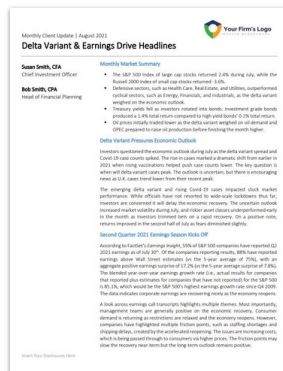 Your Firm's Logo
Monthly Client Update | August 2021
Delta Variant & Earnings Drive Headlines
Susan Smith, CFA
Chief Investment Officer
Bob Smith, CFA
Head of Financial Planning
Monthly Market Summary
The S&P 500 Index of large cap stocks returned 2.4% during July, while the
Russell 2000 Index of small cap stocks returned -3.6%.
Defensive sectors, such as Health Care, Real Estate, and Utilities, outperformed
cyclical sectors, such as Energy, Financials, and Industrials, as the delta variant
weighed on the economic outlook.
Treasury yields fell as investors rotated into bonds. Investment grade bonds
produced a 1.4% total return compared to high yield bonds' 0.1% total return.
Oil prices initially traded lower as the delta variant weighed on oil demand and
OPEC prepared to raise oil production before finishing the month higher.
Delta Variant Pressures Economic Outlook
Investors questioned the economic outlook during July as the delta variant spread and
Covid-19 case counts spiked. The rise in cases marked a dramatic shift from earlier in
2021 when rising vaccinations helped push case counts lower. The key question is
when will delta variant cases peak. The outlook is uncertain, but there is encouraging
news as U.K. cases trend lower from their recent peak.
The emerging delta variant and rising Covid-19 cases impacted stock market
performance. While officials have not resorted to wide-scale lockdowns thus far,
investors are concerned it will delay the economic recovery. The uncertain outlook
increased market volatility during July, and riskier asset classes underperformed early
in the month as investors trimmed bets on a rapid recovery. On a positive note,
returns improved in the second half of July as fears diminished slightly.
Second Quarter 2021 Earnings Season Kicks Off
According to FactSet's Earnings Insight, 59% of S&P 500 companies have reported Q2
2021 earnings as of July 30th. Of the companies reporting results, 88% have reported
earnings above Wall Street estimates (vs the 5-year average of 75%), with an
aggregate positive earnings surprise of 17.2% (vs the 5-year average surprise of 7.8%).
The blended year-over-year earnings growth rate (i.e., actual results for companies
that reported plus estimates for companies that have not reported) for the S&P 500
is 85.1%, which would be the S&P 500's highest earnings growth rate since Q4 2009.
The data indicates corporate earnings are recovering nicely as the economy reopens.
A look across earnings call transcripts highlights multiple themes. Most importantly,
management teams are generally positive on the economic recovery. Consumer
demand is returning as restrictions are relaxed and the economy reopens. However,
companies have highlighted multiple friction points, such as staffing shortages and
shipping delays, created by the accelerated reopening. The issues are increasing costs,
which is being passed through to consumers via higher prices. The friction points may
slow the recovery near term but the long term outlook remains positive.
Insert Your Disclosures Here